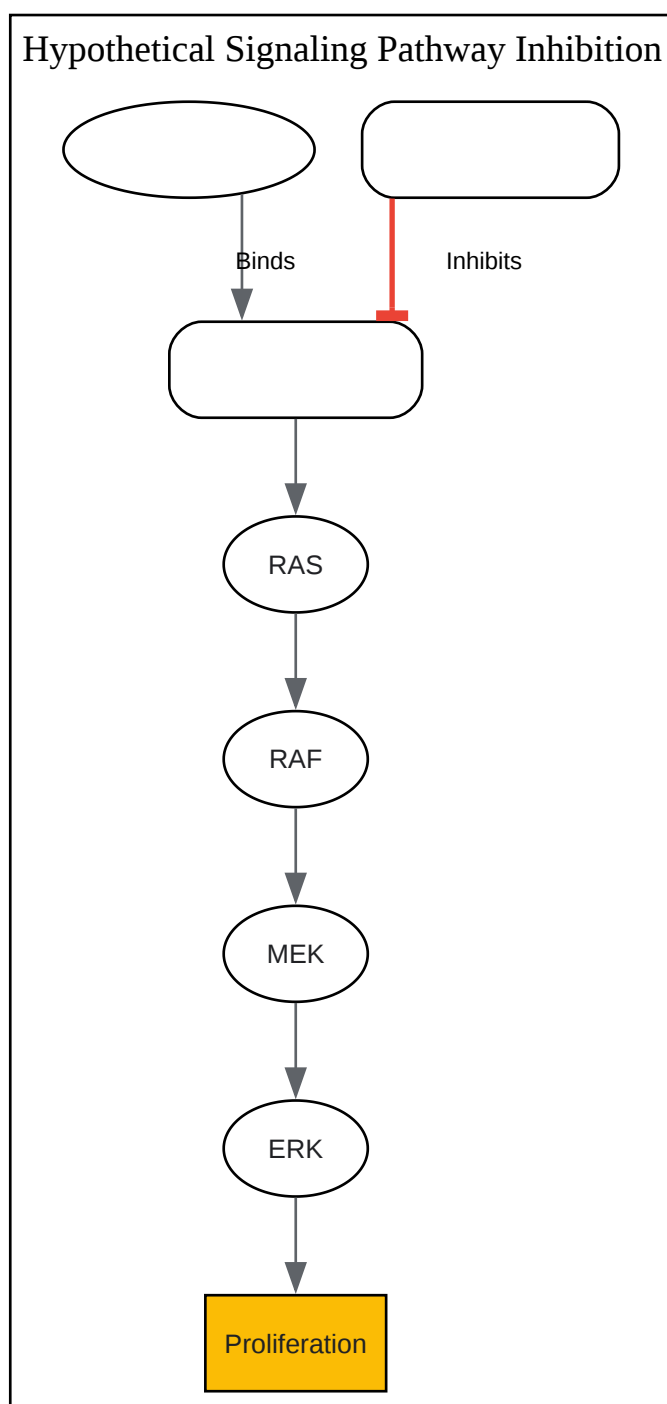 Hypothetical Signaling Pathway Inhibition
Binds
Inhibits
RAS
RAF
MEK
ERK
Proliferation